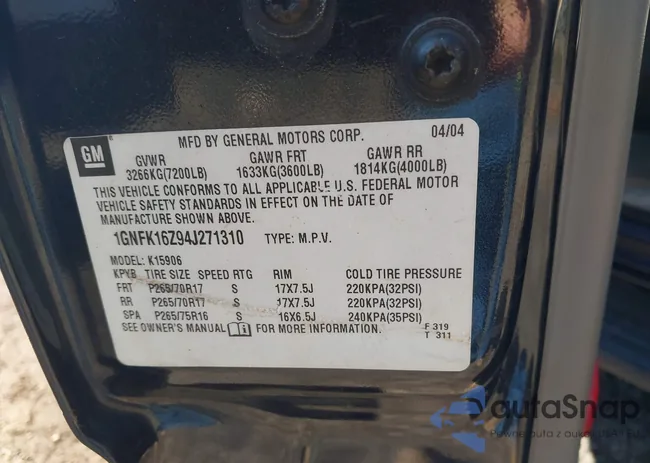 GM
MFD BY GENERAL MOTORS CORP. 04/04
GVWR GAWR FRT GAWR RR
3266KG(7200LB) 1633KG(3600LB) 1814KG(4000LB)
THIS VEHICLE CONFORMS TO ALL APPLICABLE U.S. FEDERAL MOTOR
VEHICLE SAFETY STANDARDS IN EFFECT ON THE DATE OF
MANUFACTURE SHOWN ABOVE.
1GNFK16Z94J271310 TYPE: M.P.V.
MODEL: K15906
KPYB TIRE SIZE SPEED RTG RIM COLD TIRE PRESSURE
FRT P265/70R17 S 17X7.5J 220KPA(32PSI)
RR P265/70R17 S 17X7.5J 220KPA(32PSI)
SPA P265/75R16 S 16X6.5J 240KPA(35PSI)
SEE OWNER'S MANUAL FOR MORE INFORMATION. F 319
T 311
autaSnap
Pewne auta z